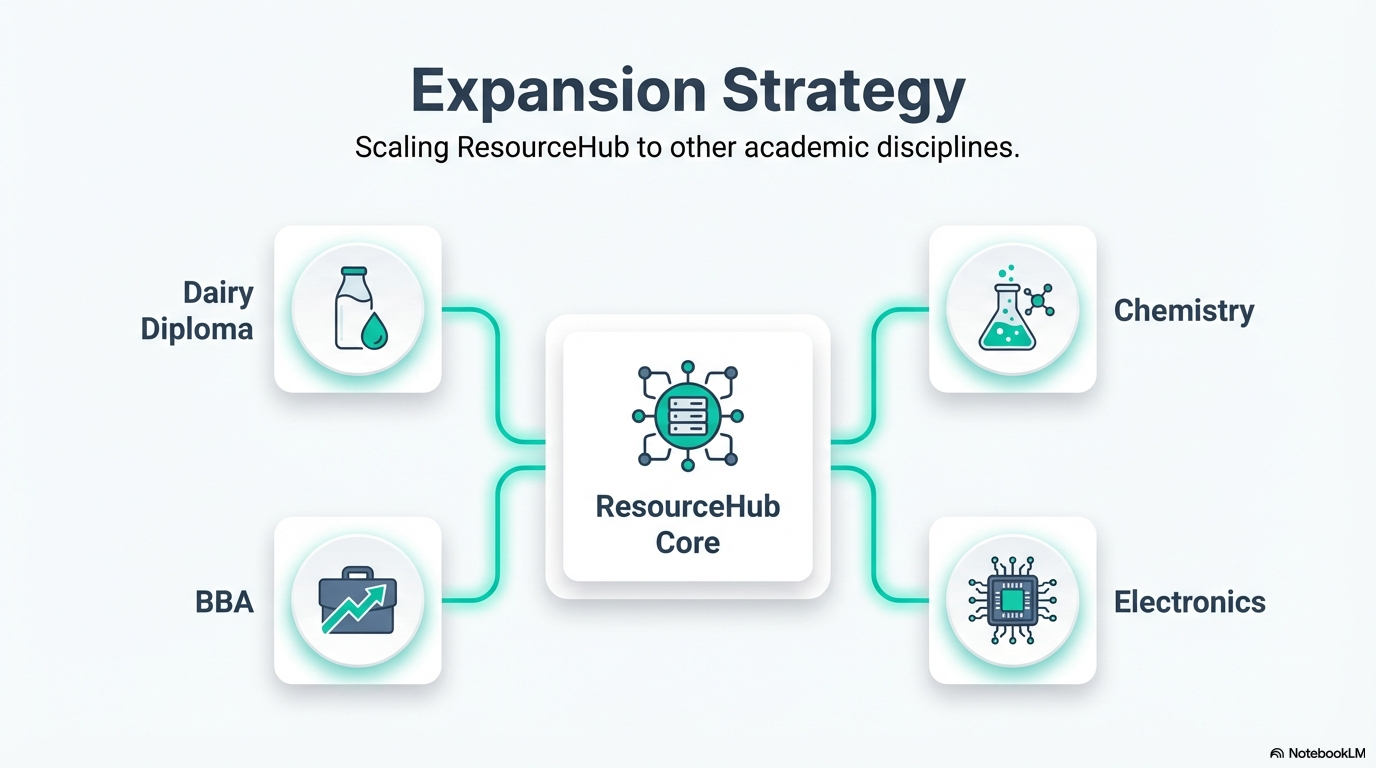 Expansion Strategy
Scaling ResourceHub to other academic disciplines.
Dairy
Diploma
Chemistry
ResourceHub
Core
BBA
Electronics
NotebookLM